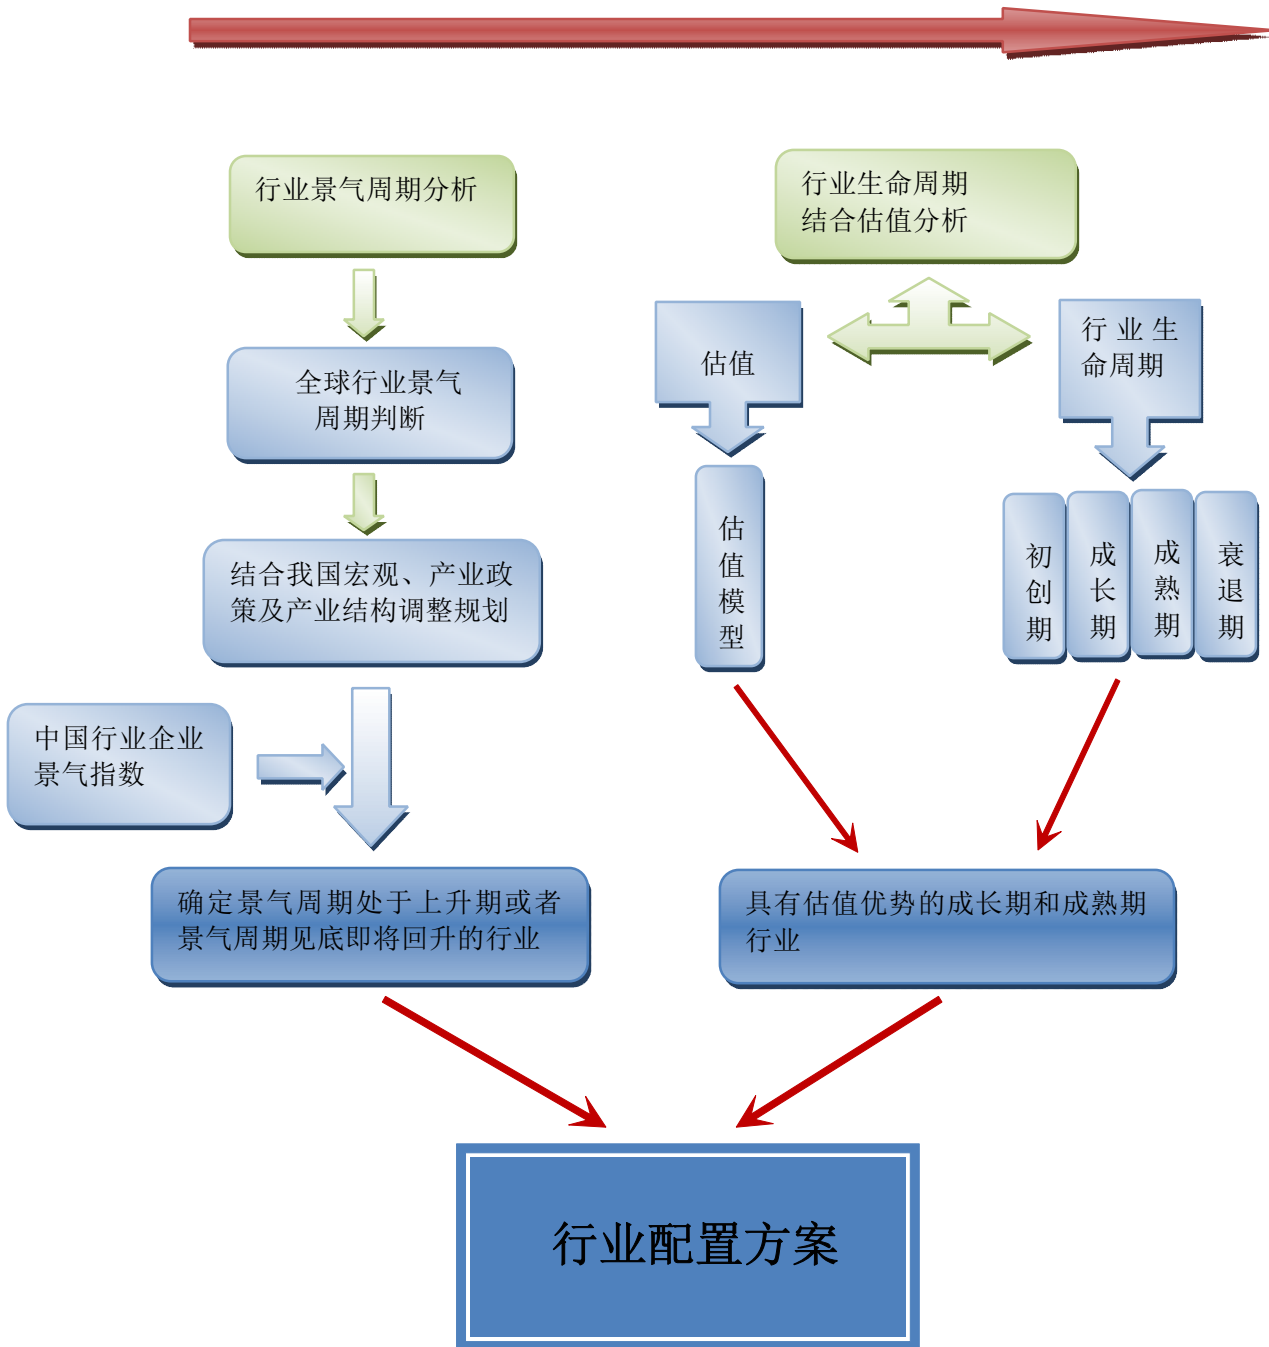 行业景气周期分析
全球行业景气
周期判断
结合我国宏观、产业政
策及产业结构调整规划
中国行业企业
景气指数
确定景气周期处于上升期或者
景气周期见底即将回升的行业
行业生命周期
结合估值分析
估值
行业生
命周期
估值模型
初创期
成长期
成熟期
衰退期
具有估值优势的成长期和成熟期
行业
行业配置方案